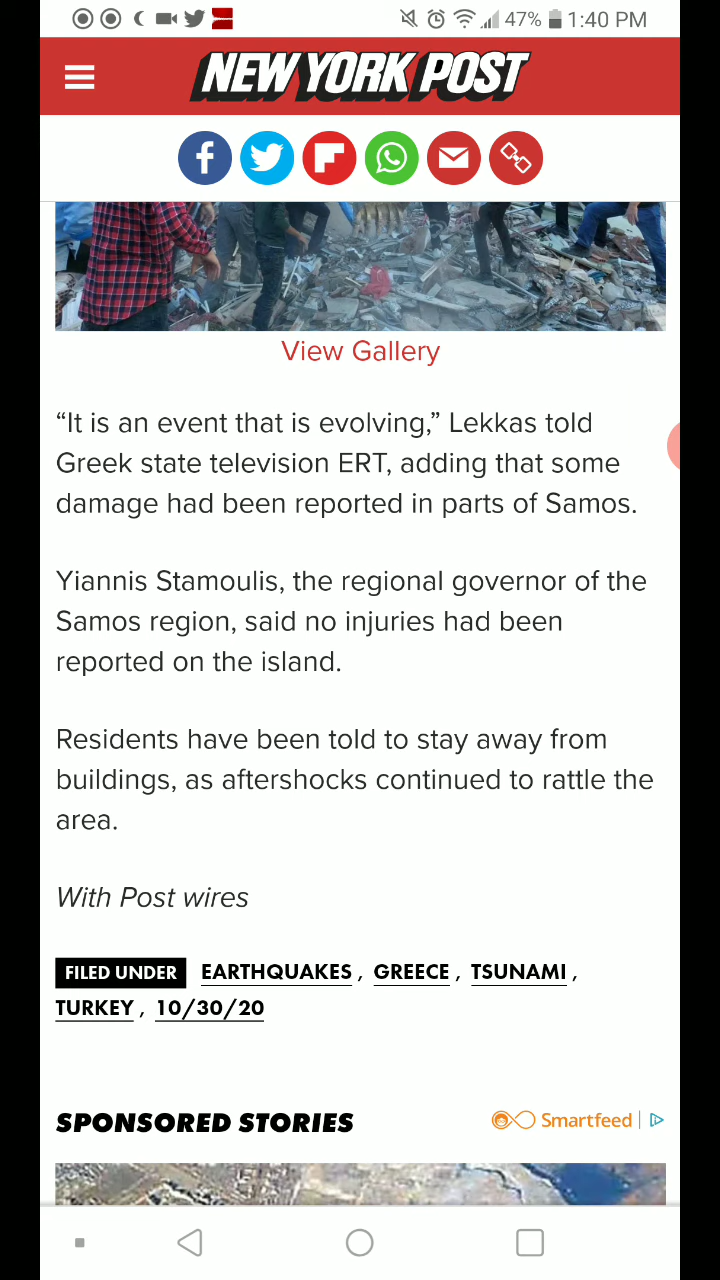 47% 1:40 PM
NEW YORK POST
View Gallery
“It is an event that is evolving,” Lekkas told
Greek state television ERT, adding that some
damage had been reported in parts of Samos.
Yiannis Stamoulis, the regional governor of the
Samos region, said no injuries had been
reported on the island.
Residents have been told to stay away from
buildings, as aftershocks continued to rattle the
area.
With Post wires
FILED UNDER EARTHQUAKES , GREECE , TSUNAMI ,
TURKEY , 10/30/20
SPONSORED STORIES Smartfeed